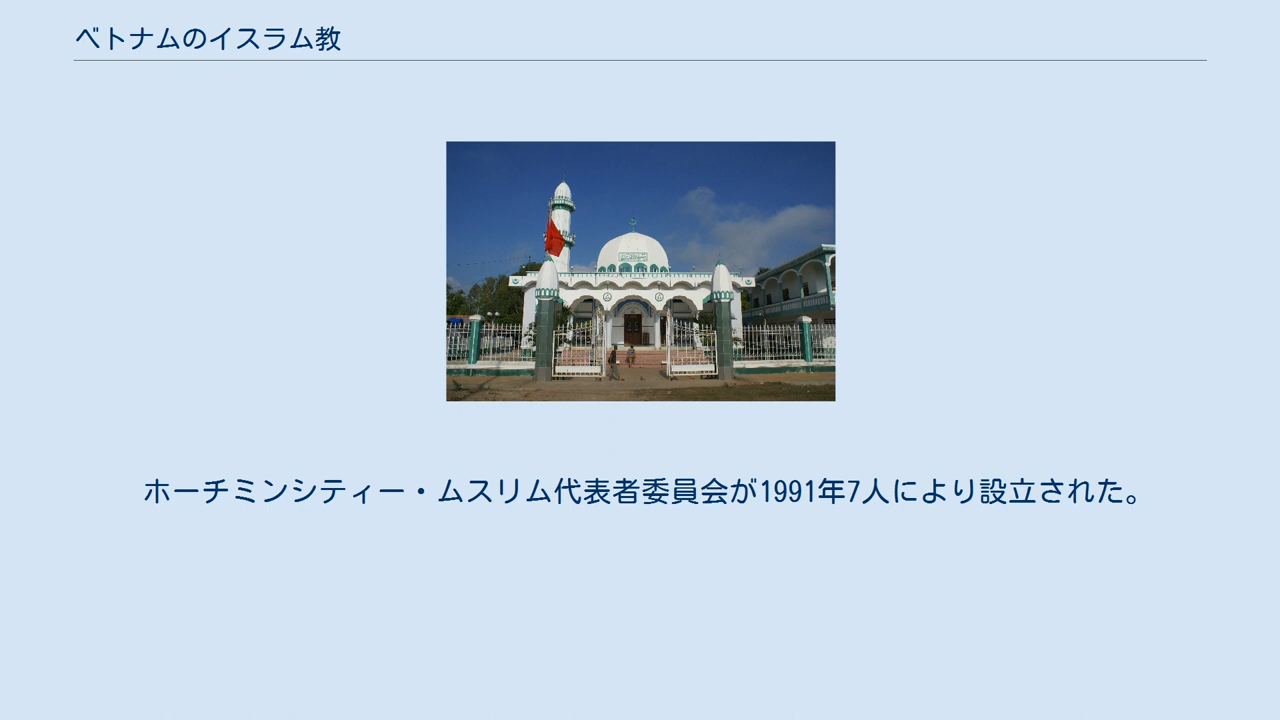 ベトナムのイスラム教
ホーチミンシティー・ムスリム代表者委員会が1991年7人により設立された。